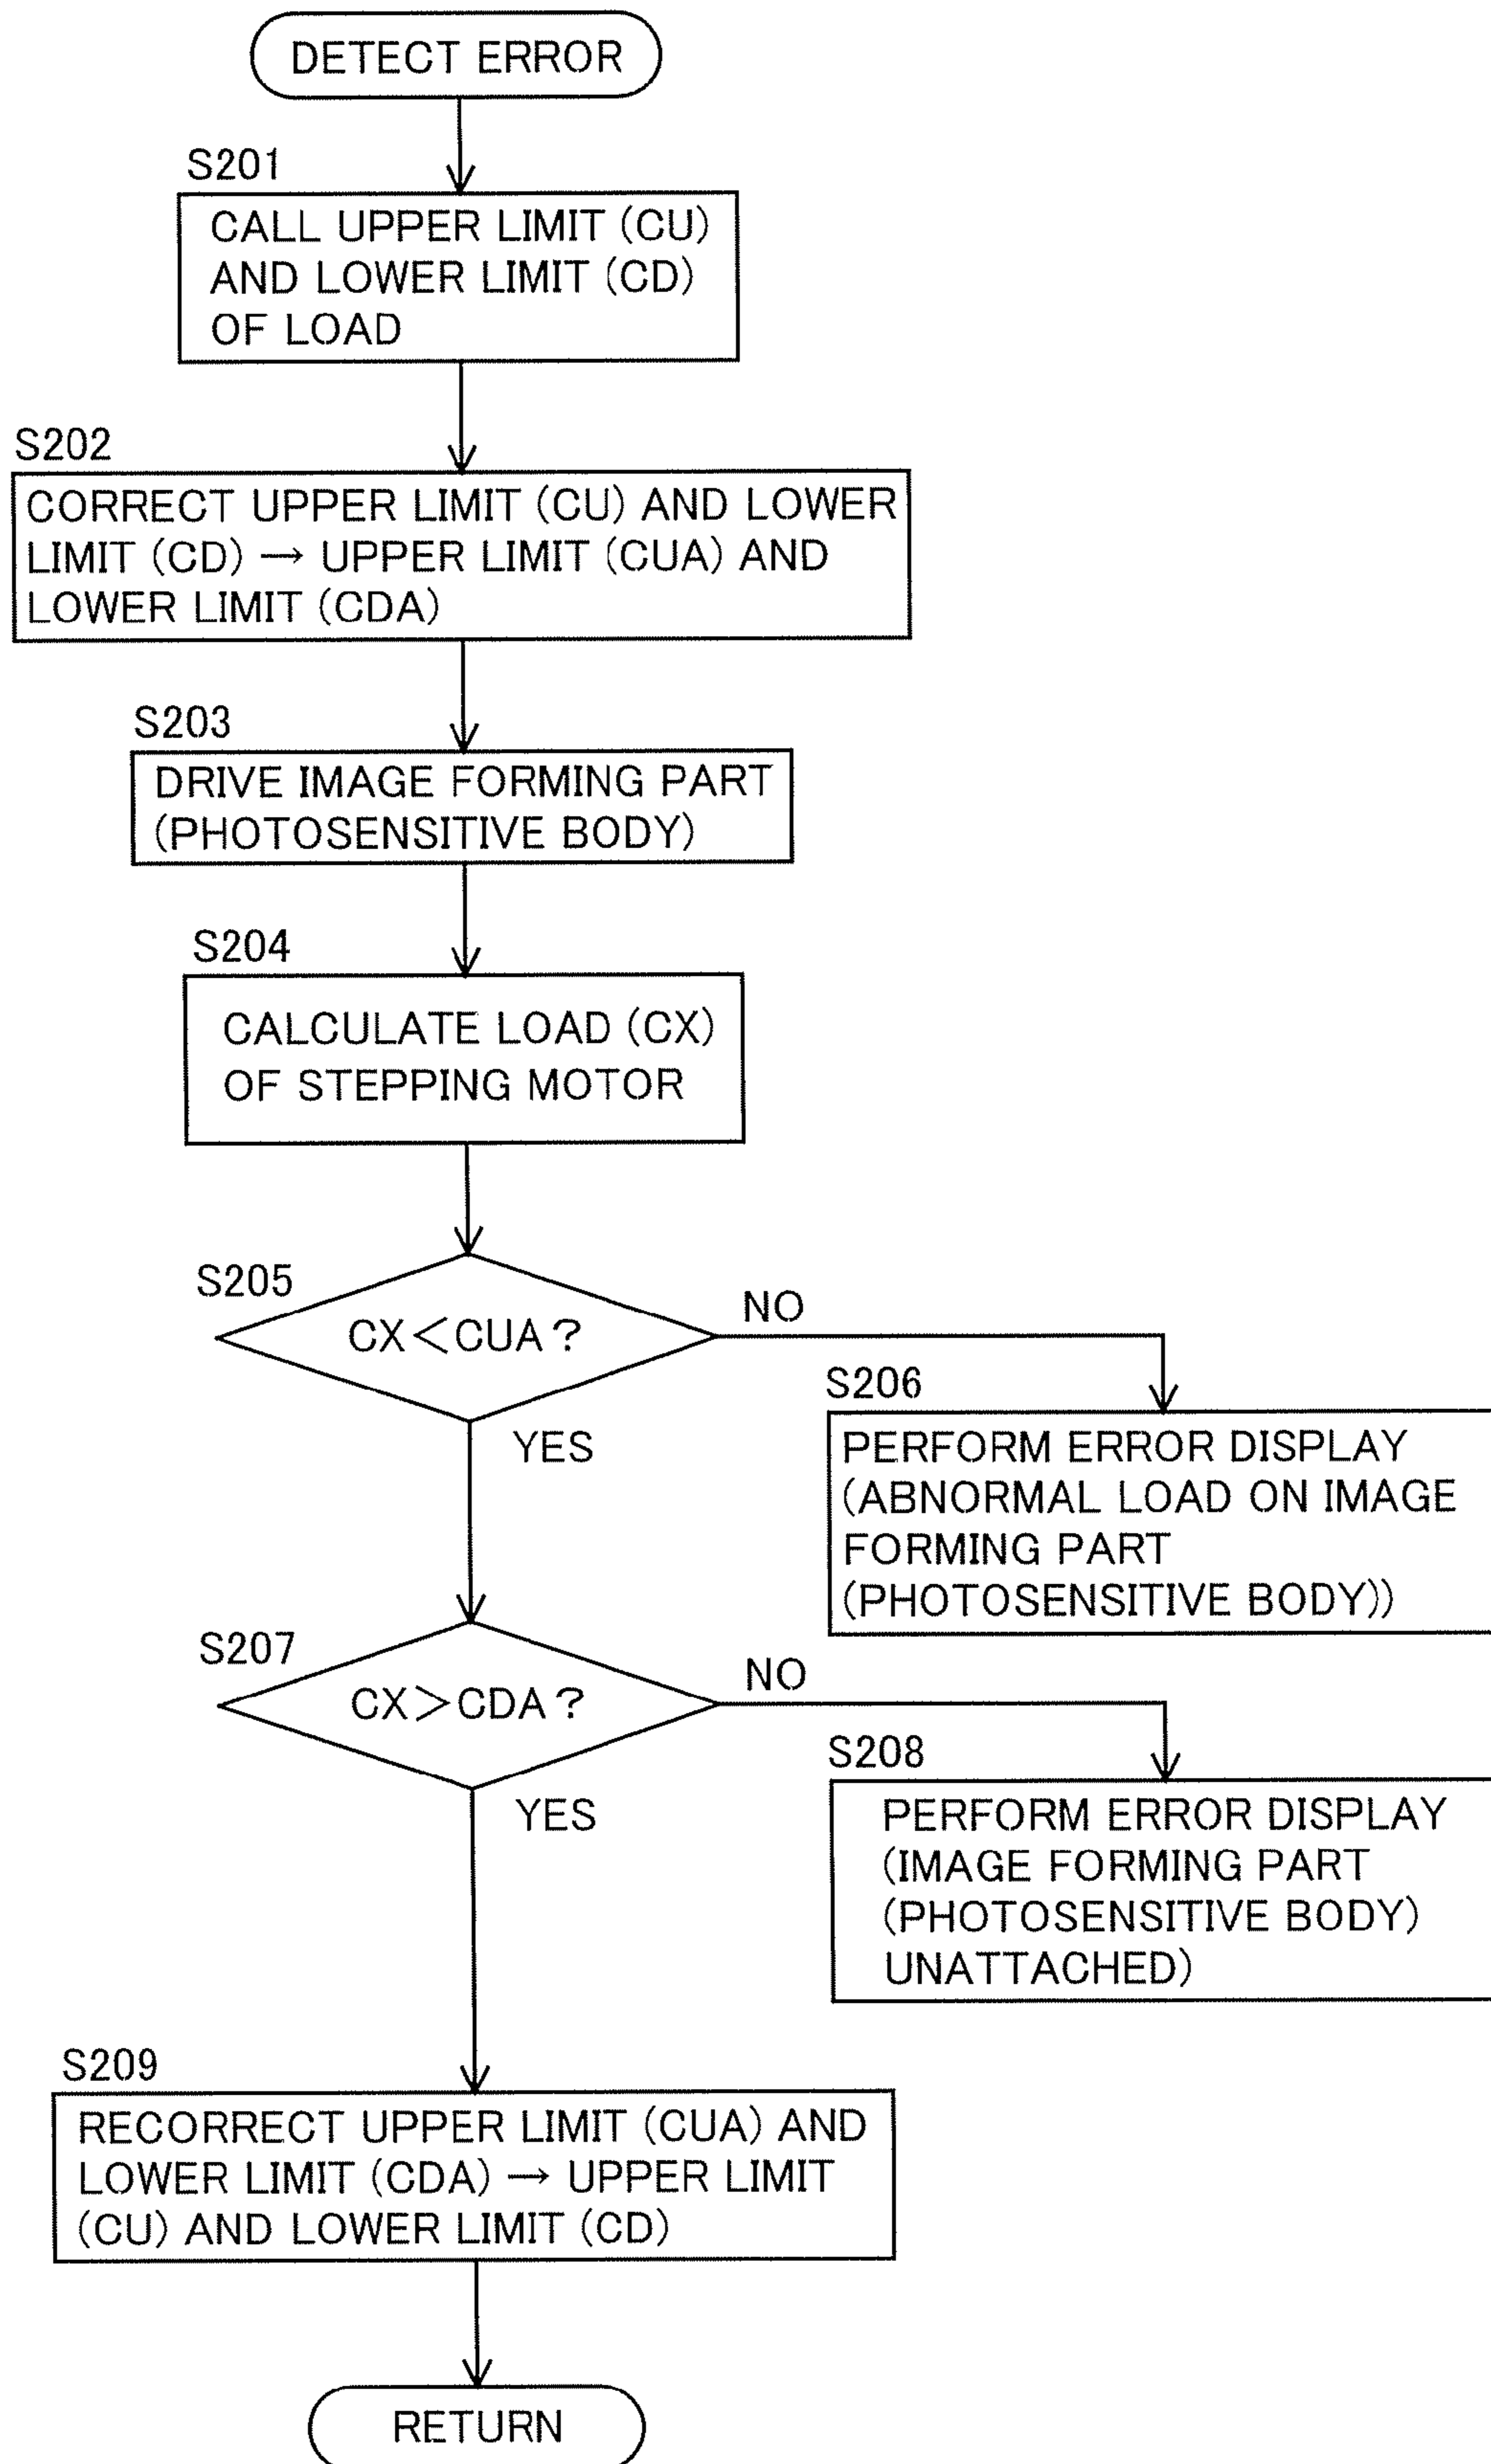 DETECT ERROR
S201
CALL UPPER LIMIT (CU)
AND LOWER LIMIT (CD)
OF LOAD
S202
CORRECT UPPER LIMIT (CU) AND LOWER
LIMIT (CD) → UPPER LIMIT (CUA) AND
LOWER LIMIT (CDA)
S203
DRIVE IMAGE FORMING PART
(PHOTOSENSITIVE BODY)
S204
CALCULATE LOAD (CX)
OF STEPPING MOTOR
S205
CX<CUA?
NO
YES
S206
PERFORM ERROR DISPLAY
(ABNORMAL LOAD ON IMAGE
FORMING PART
(PHOTOSENSITIVE BODY))
S207
CX>CDA?
NO
YES
S208
PERFORM ERROR DISPLAY
(IMAGE FORMING PART
(PHOTOSENSITIVE BODY)
UNATTACHED)
S209
RECORRECT UPPER LIMIT (CUA) AND
LOWER LIMIT (CDA) → UPPER LIMIT
(CU) AND LOWER LIMIT (CD)
RETURN